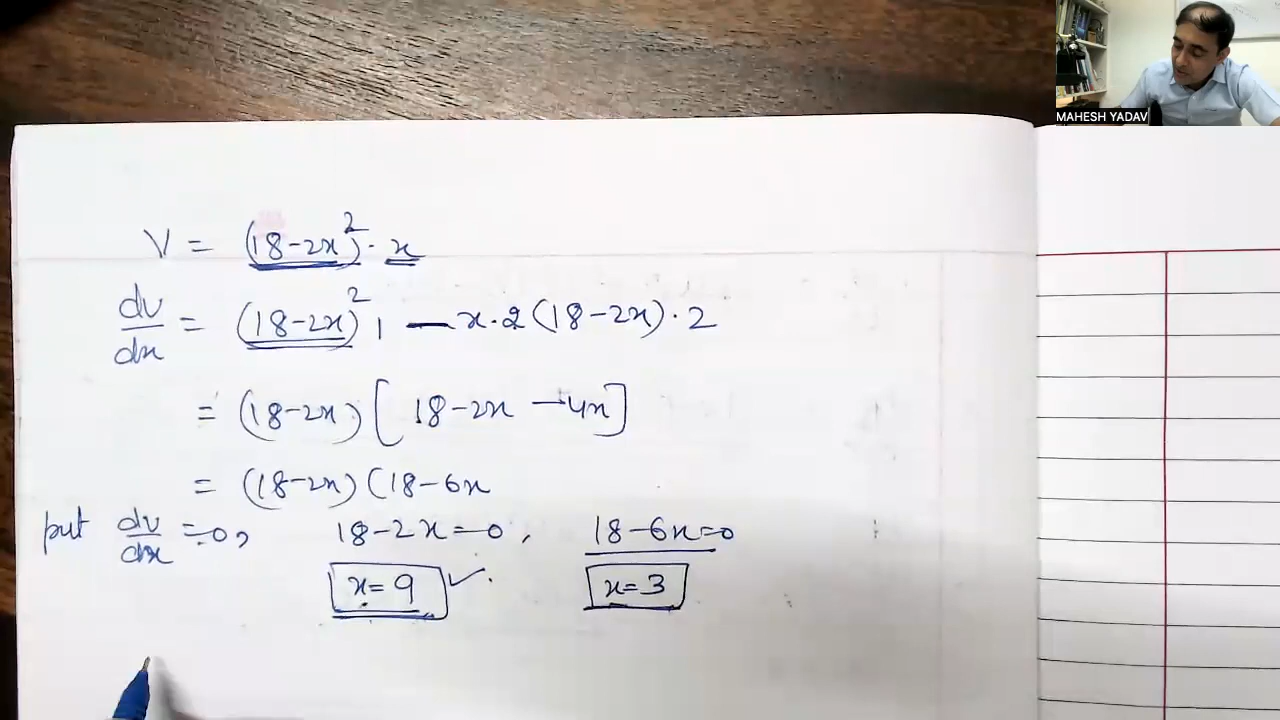 MAHESH YADAV
V = (18-2x)² · x
dv/dx = (18-2x)² 1 - x·2(18-2x)·2
= (18-2x) [18-2x - 4x]
= (18-2x)(18-6x
put dv/dx = 0, 18-2x=0, 18-6x=0
x=9 ✓. x=3